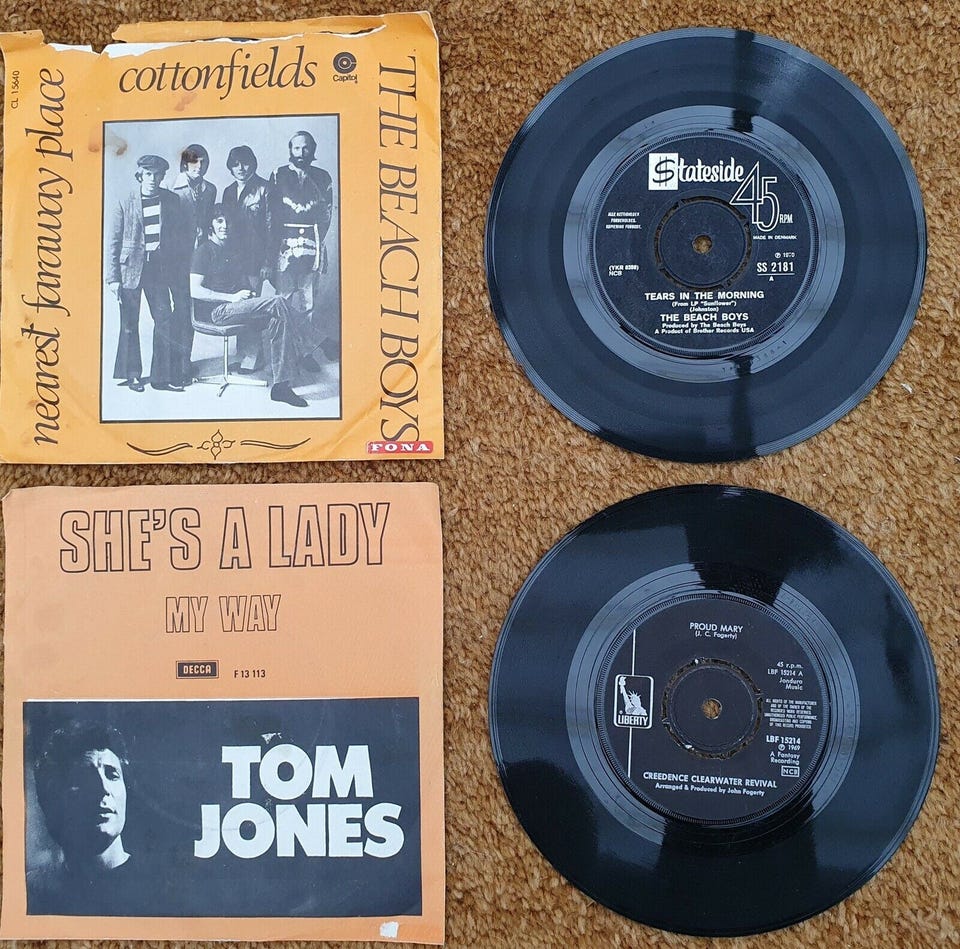 cottonfields
Capitol
CL 15640
nearest faraway place
THE BEACH BOYS
FONA
$tateside
45 RPM
MADE IN DENMARK
℗ 1970
SS 2181
A
(YKR 8398)
NCB
TEARS IN THE MORNING
(From LP "Sunflower")
(Johnston)
THE BEACH BOYS
Produced by The Beach Boys
A Product of Brother Records USA
SHE'S A LADY
MY WAY
DECCA F 13 113
TOM
JONES
PROUD MARY
(J. C. Fogerty)
45 r.p.m.
LBF 15214 A
Jondora
Music
LIBERTY
LBF 15214
℗ 1969
A Fantasy
Recording
NCB
CREEDENCE CLEARWATER REVIVAL
Arranged & Produced by John Fogerty